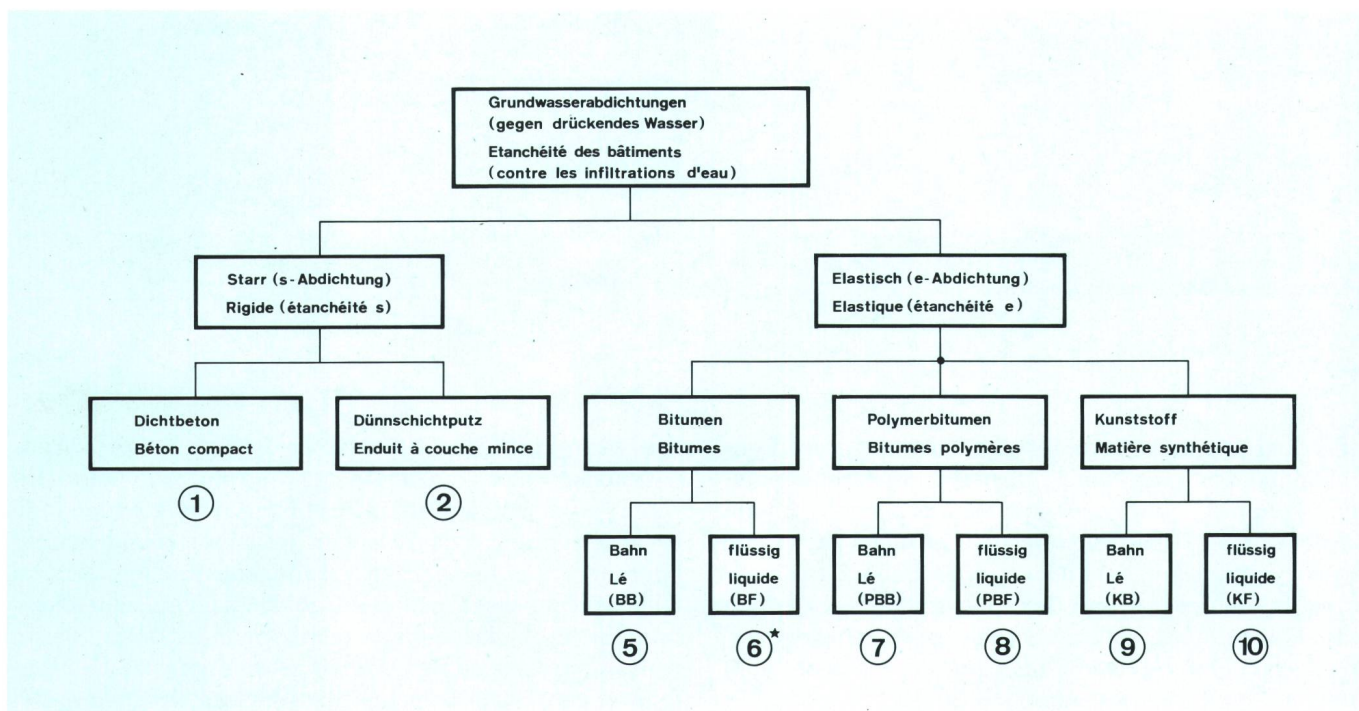 Grundwasserabdichtungen
(gegen drückendes Wasser)
Etanchéité des bâtiments
(contre les infiltrations d'eau)
Starr (s-Abdichtung)
Rigide (étanchéité s)
Elastisch (e-Abdichtung)
Elastique (étanchéité e)
Dichtbeton
Béton compact
1
Dünnschichtputz
Enduit à couche mince
2
Bitumen
Bitumes
Polymerbitumen
Bitumes polymères
Kunststoff
Matière synthétique
Bahn
Lé
(BB)
5
flüssig
liquide
(BF)
6★
Bahn
Lé
(PBB)
7
flüssig
liquide
(PBF)
8
Bahn
Lé
(KB)
9
flüssig
liquide
(KF)
10